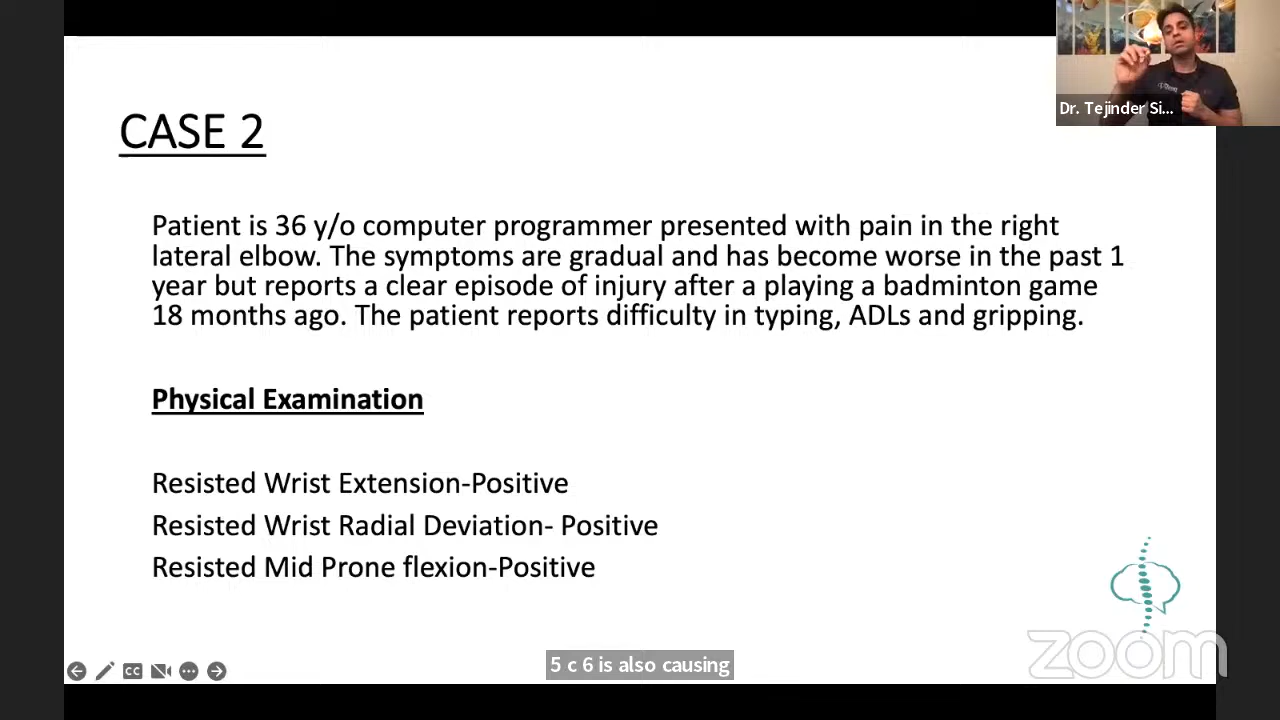 Dr. Tejinder Si...
CASE 2
Patient is 36 y/o computer programmer presented with pain in the right
lateral elbow. The symptoms are gradual and has become worse in the past 1
year but reports a clear episode of injury after a playing a badminton game
18 months ago. The patient reports difficulty in typing, ADLs and gripping.
Physical Examination
Resisted Wrist Extension-Positive
Resisted Wrist Radial Deviation- Positive
Resisted Mid Prone flexion-Positive
zoom
CC
5 c 6 is also causing